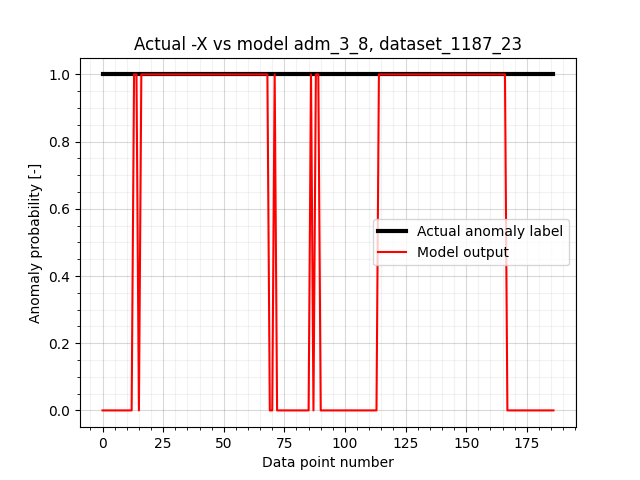 Actual -X vs model adm_3_8, dataset_1187_23
Anomaly probability [-]
1.0
0.8
0.6
0.4
0.2
0.0
Actual anomaly label
Model output
0 25 50 75 100 125 150 175
Data point number